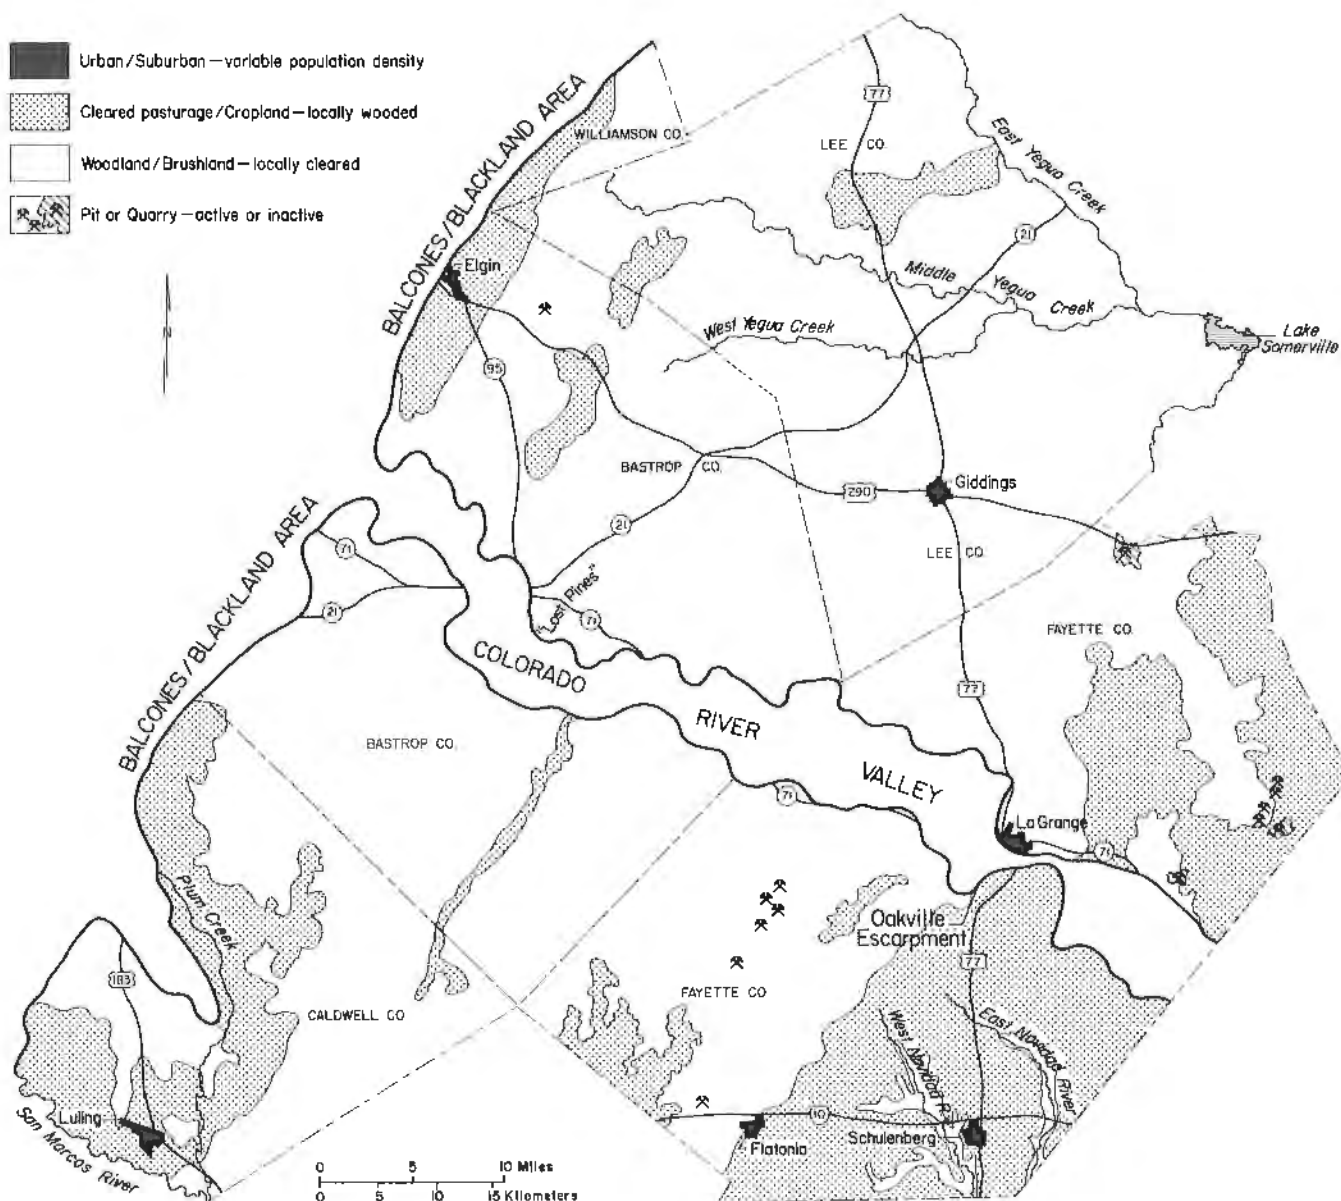 Urban/Suburban—variable population density
Cleared pasturage/Cropland—locally wooded
Woodland/Brushland—locally cleared
Pit or Quarry—active or inactive
N
BALCONES/BLACKLAND AREA
WILLIAMSON CO.
77
LEE CO.
East Yegua Creek
21
Elgin
Middle Yegua Creek
West Yegua Creek
Lake
Somerville
95
BASTROP CO.
290
Giddings
21
LEE CO.
BALCONES/BLACKLAND AREA
71
21
"Lost Pines"
71
FAYETTE CO.
COLORADO RIVER VALLEY
77
BASTROP CO.
71
La Grange
71
Plum Creek
Oakville
Escarpment
77
183
FAYETTE CO
CALDWELL CO
West Navidad R.
East Navidad River
Luling
San Marcos River
10
Flatonia
Schulenberg
0 5 10 Miles
0 5 10 15 Kilometers